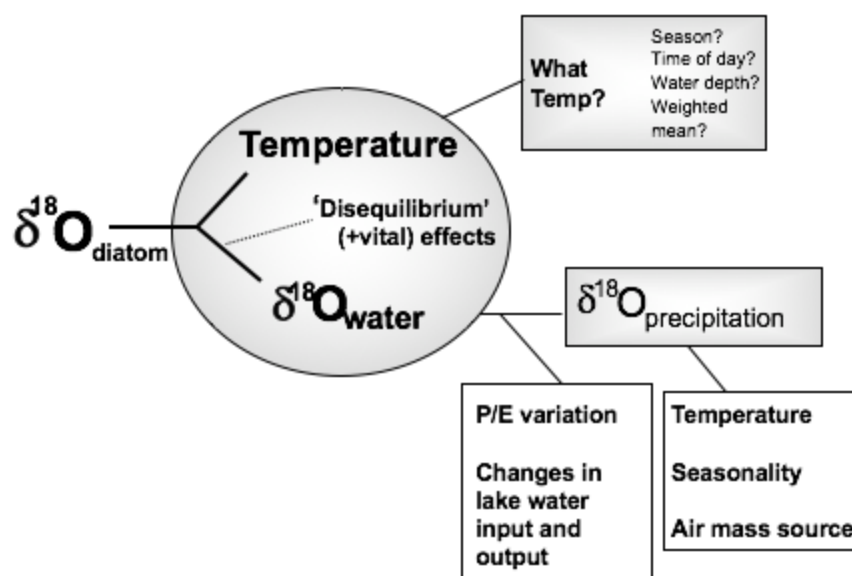 What Temp?
Season?
Time of day?
Water depth?
Weighted
mean?
Temperature
'Disequilibrium'
(+vital) effects
δ¹⁸Odiatom
δ¹⁸Owater
δ¹⁸Oprecipitation
P/E variation
Changes in
lake water
input and
output
Temperature
Seasonality
Air mass source